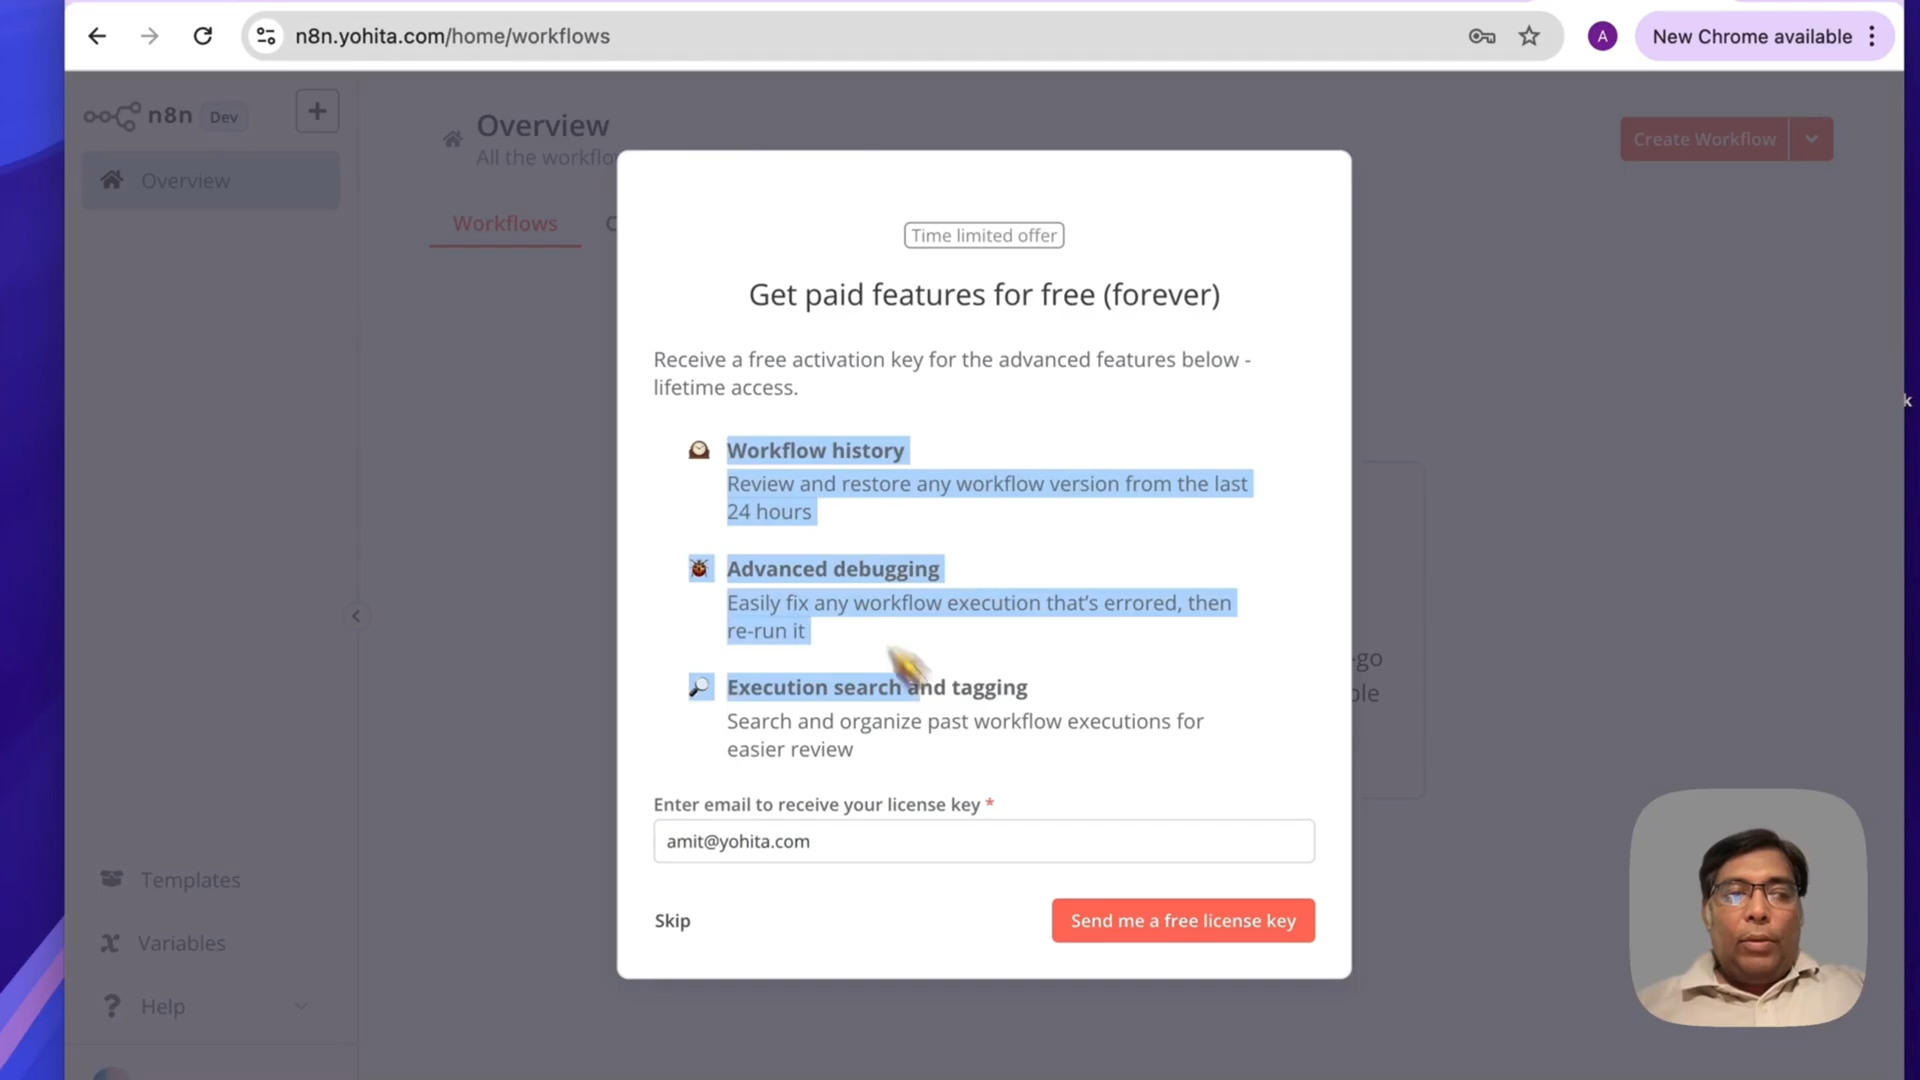 n8n.yohita.com/home/workflows
A
New Chrome available
n8n
Dev
+
Overview
Overview
All the workflo
Create Workflow
Workflows
Time limited offer
Get paid features for free (forever)
Receive a free activation key for the advanced features below -
lifetime access.
Workflow history
Review and restore any workflow version from the last
24 hours
Advanced debugging
Easily fix any workflow execution that's errored, then
re-run it
Execution search and tagging
Search and organize past workflow executions for
easier review
Enter email to receive your license key *
amit@yohita.com
Skip
Send me a free license key
-go
ple
k
Templates
Variables
? Help